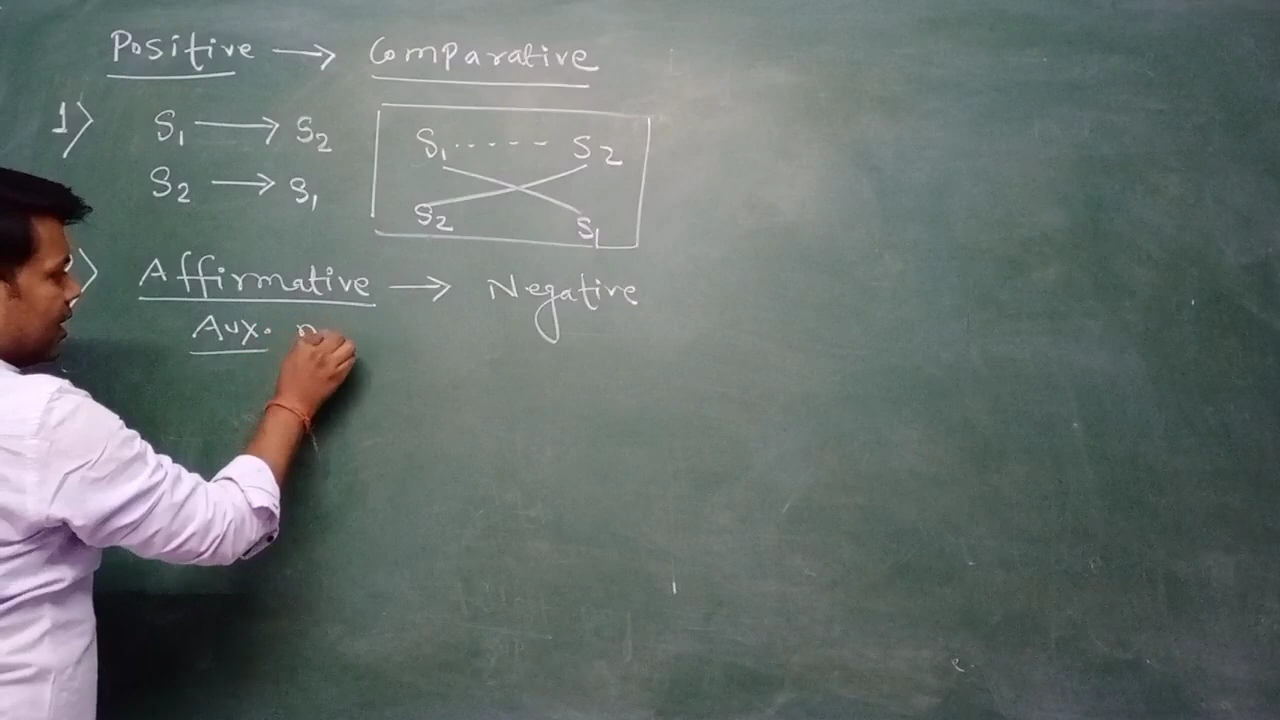 Positive → Comparative
1) S₁ → S₂
S₂ → S₁
S₁ ----- S₂
S₂ S₁
Affirmative → Negative
Aux. n